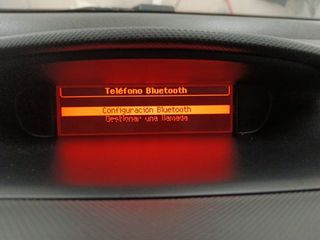 Teléfono Bluetooth
Configuración Bluetooth
Gestionar una llamada